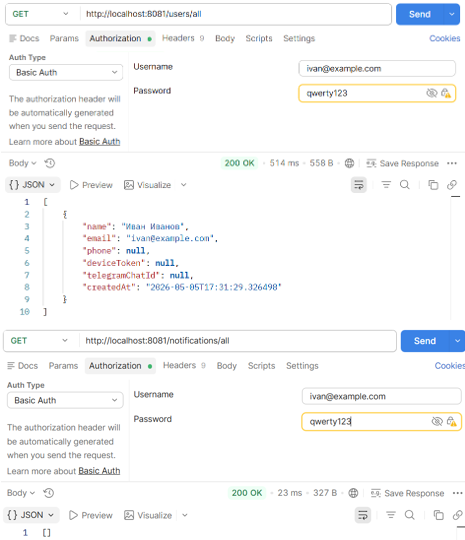 GET http://localhost:8081/users/all Send
Docs Params Authorization Headers 9 Body Scripts Settings Cookies
Auth Type
Basic Auth
Username ivan@example.com
Password qwerty123
The authorization header will
be automatically generated
when you send the request.
Learn more about Basic Auth
Body 200 OK 514 ms 558 B Save Response
{} JSON Preview Visualize
1 [
2 {
3 "name": "Иван Иванов",
4 "email": "ivan@example.com",
5 "phone": null,
6 "deviceToken": null,
7 "telegramChatId": null,
8 "createdAt": "2026-05-05T17:31:29.326498"
9 }
10 ]
GET http://localhost:8081/notifications/all Send
Docs Params Authorization Headers 9 Body Scripts Settings Cookies
Auth Type
Basic Auth
Username ivan@example.com
Password qwerty123
The authorization header will
be automatically generated
when you send the request.
Learn more about Basic Auth
Body 200 OK 23 ms 327 B Save Response
{} JSON Preview Visualize
1 []